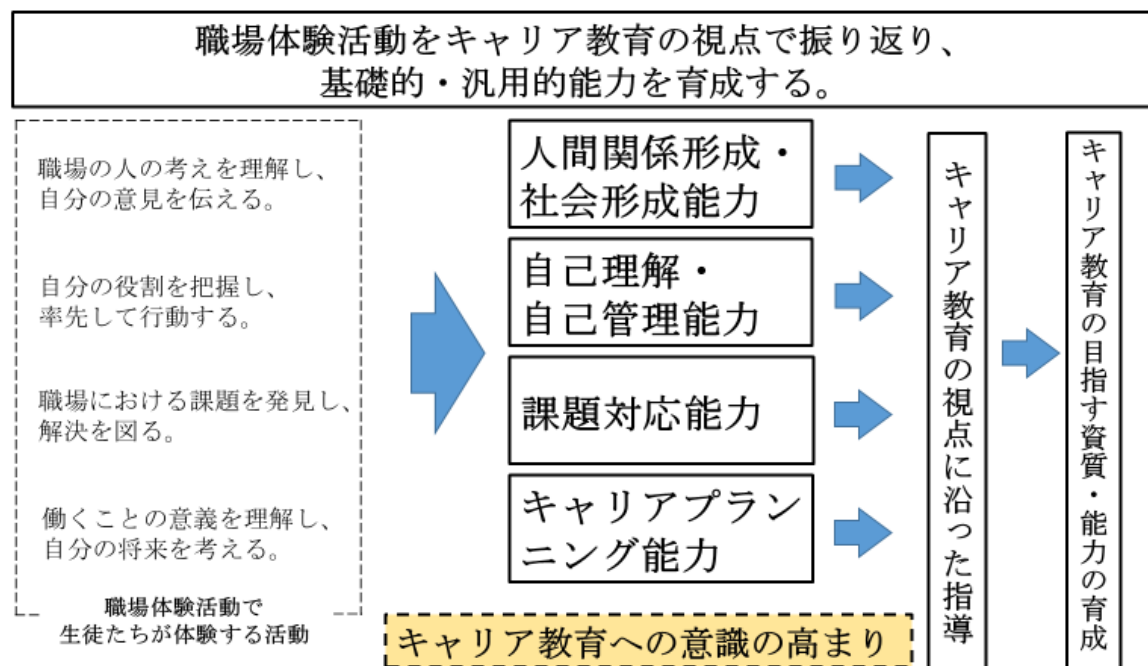 職場体験活動をキャリア教育の視点で振り返り、
基礎的・汎用的能力を育成する。
職場の人の考えを理解し、
自分の意見を伝える。
自分の役割を把握し、
率先して行動する。
職場における課題を発見し、
解決を図る。
働くことの意義を理解し、
自分の将来を考える。
職場体験活動で
生徒たちが体験する活動
人間関係形成・
社会形成能力
自己理解・
自己管理能力
課題対応能力
キャリアプラン
ニング能力
キャリア教育への意識の高まり
キャリア教育の視点に沿った指導
キャリア教育の目指す資質・能力の育成